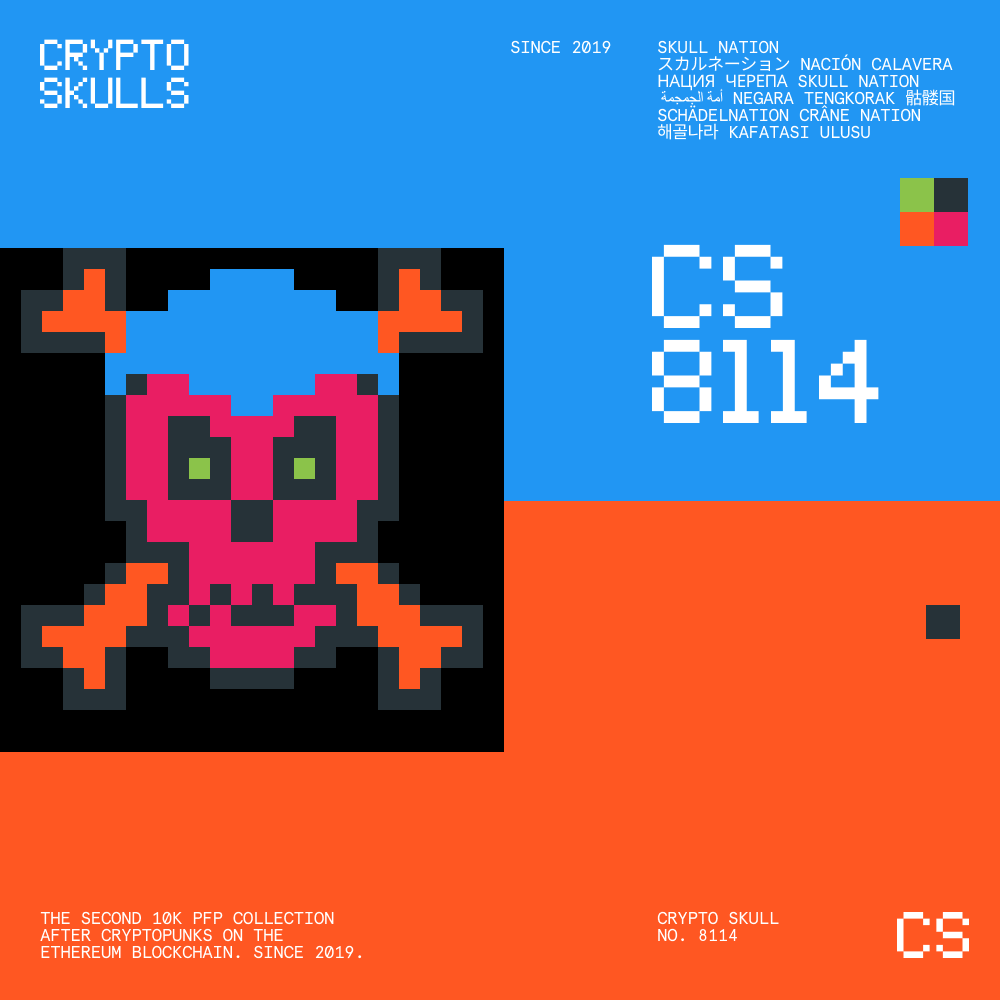 CRYPTO
SKULLS
SINCE 2019
SKULL NATION
スカルネーション NACIÓN CALAVERA
НАЦИЯ ЧЕРЕПА SKULL NATION
أمة الجمجمة NEGARA TENGKORAK 骷髅国
SCHÄDELNATION CRÂNE NATION
해골나라 KAFATASI ULUSU
CS
8114
THE SECOND 10K PFP COLLECTION
AFTER CRYPTOPUNKS ON THE
ETHEREUM BLOCKCHAIN. SINCE 2019.
CRYPTO SKULL
NO. 8114
CS